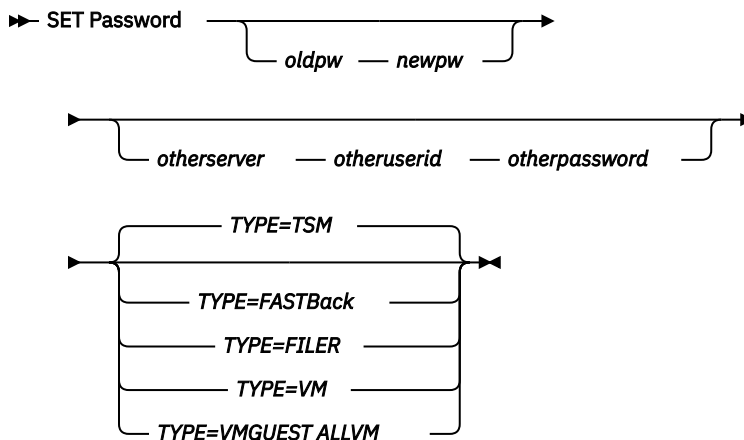 SET Password
oldpw newpw
otherserver otheruserid otherpassword
TYPE=TSM
TYPE=FASTBack
TYPE=FILER
TYPE=VM
TYPE=VMGUEST ALLVM